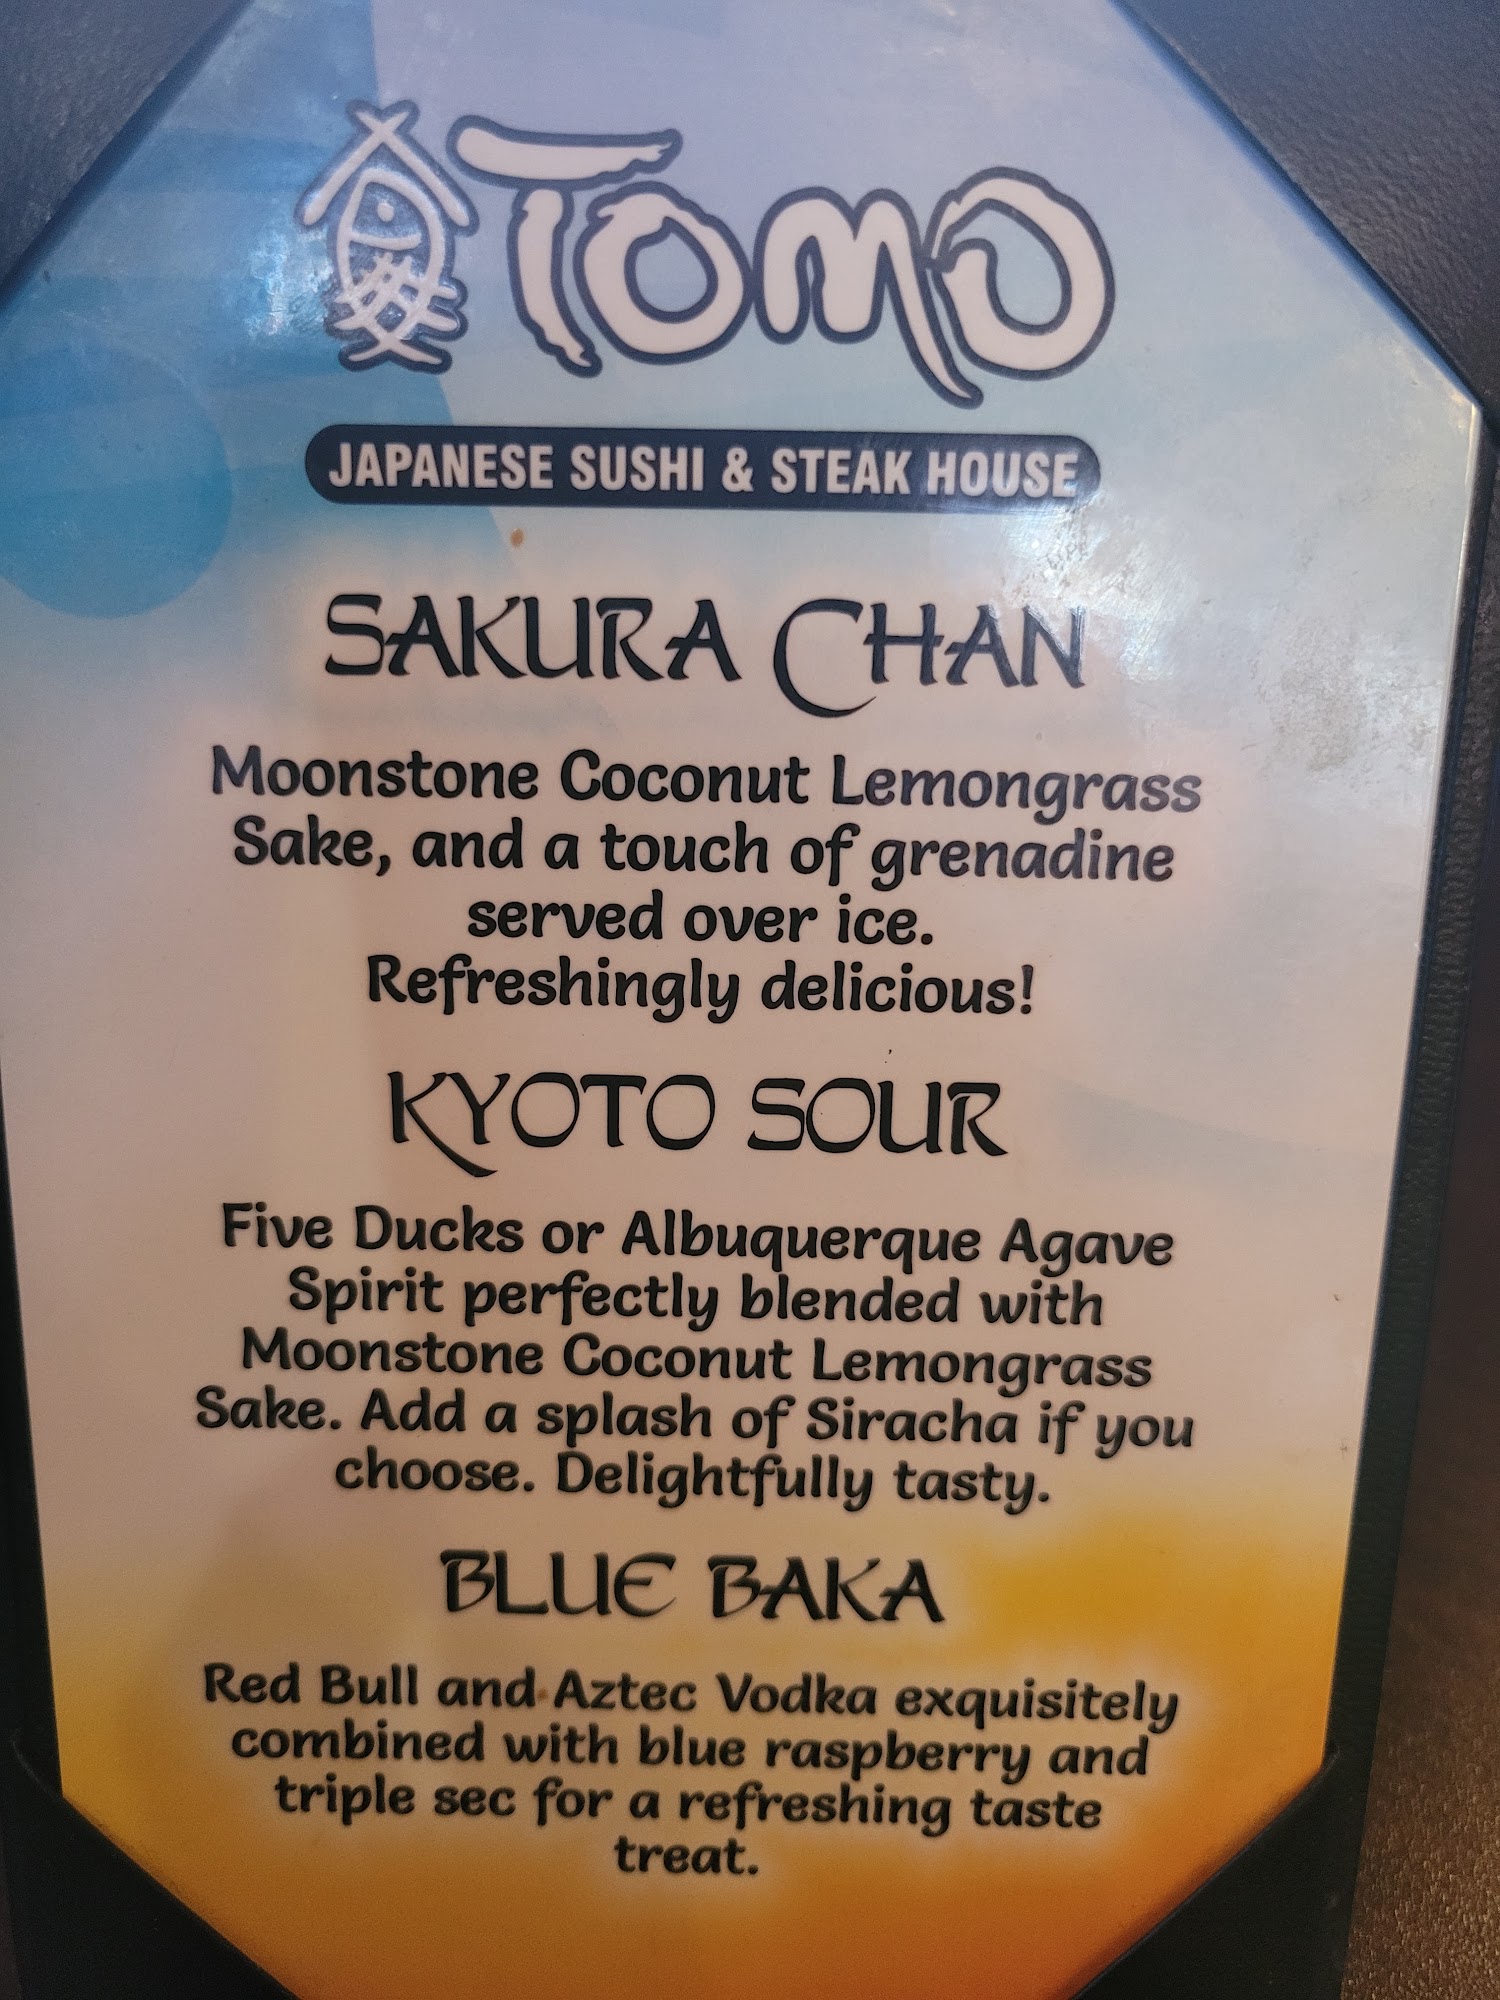 TOMO
JAPANESE SUSHI & STEAK HOUSE
SAKURA CHAN
Moonstone Coconut Lemongrass
Sake, and a touch of grenadine
served over ice.
Refreshingly delicious!
KYOTO SOUR
Five Ducks or Albuquerque Agave
Spirit perfectly blended with
Moonstone Coconut Lemongrass
Sake. Add a splash of Siracha if you
choose. Delightfully tasty.
BLUE BAKA
Red Bull and Aztec Vodka exquisitely
combined with blue raspberry and
triple sec for a refreshing taste
treat.